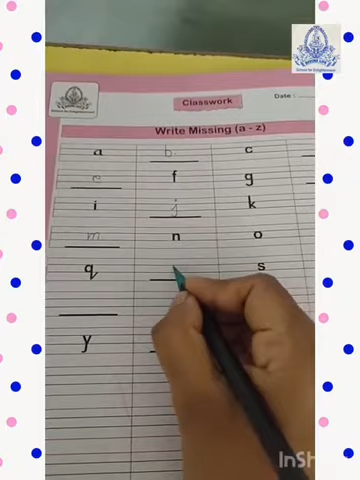 Classwork
Date :
Write Missing (a - z)
a b c
e f g
i j k
m n o
q s
y
InSh